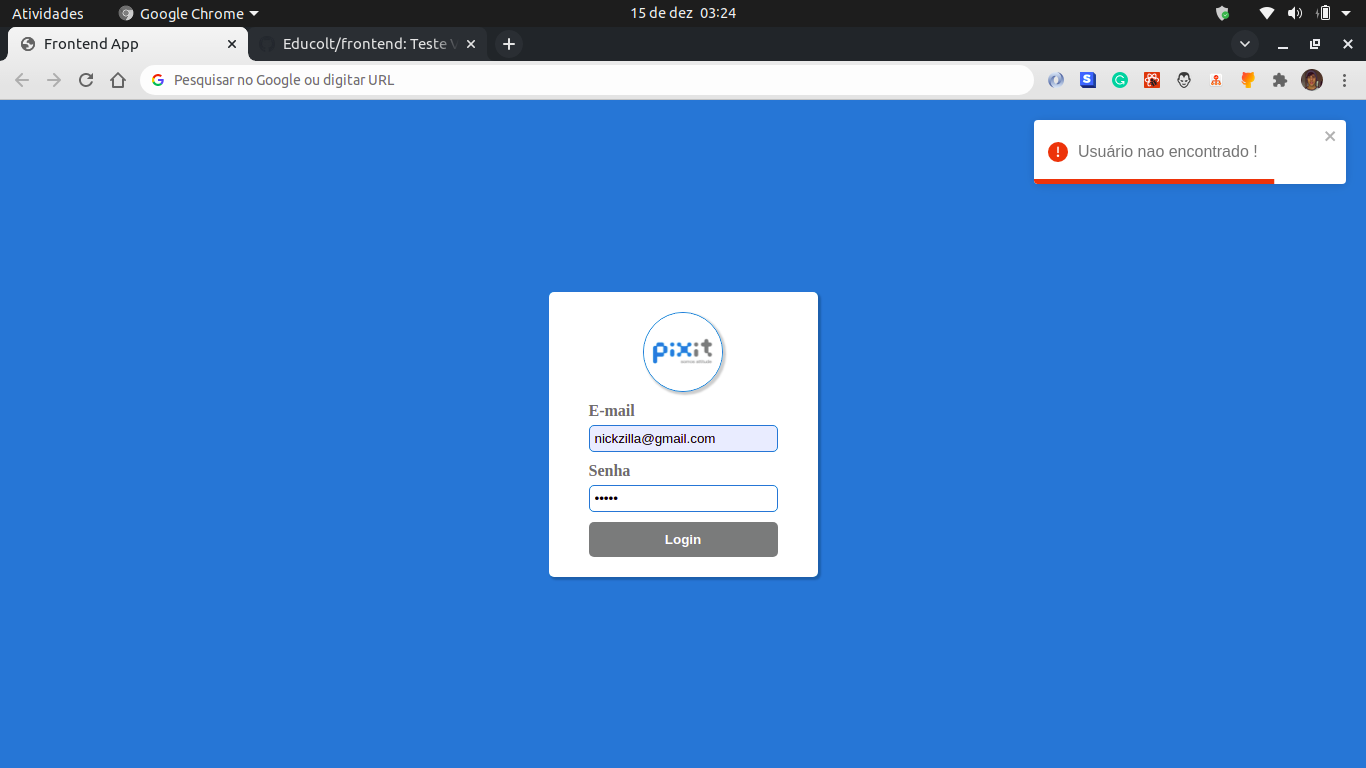 Atividades
Google Chrome
15 de dez 03:24
Frontend App
Educolt/frontend: Teste
Pesquisar no Google ou digitar URL
Usuário nao encontrado !
pixit
E-mail
nickzilla@gmail.com
Senha
•••••
Login